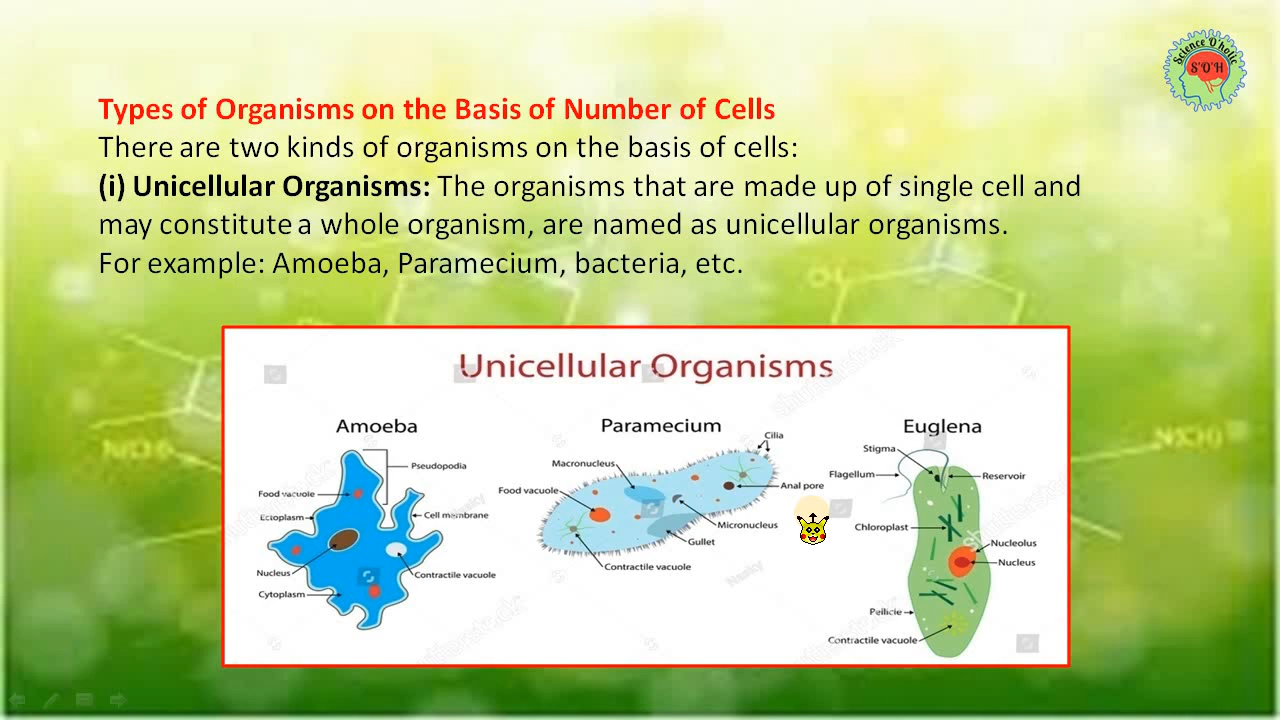 Science O'holic
S'O'H
Types of Organisms on the Basis of Number of Cells
There are two kinds of organisms on the basis of cells:
(i) Unicellular Organisms: The organisms that are made up of single cell and
may constitute a whole organism, are named as unicellular organisms.
For example: Amoeba, Paramecium, bacteria, etc.
Unicellular Organisms
Amoeba
Pseudopodia
Food vacuole
Ectoplasm
Cell membrane
Nucleus
Contractile vacuole
Cytoplasm
Paramecium
Cilia
Macronucleus
Food vacuole
Anal pore
Micronucleus
Gullet
Contractile vacuole
Euglena
Stigma
Flagellum
Reservoir
Chloroplast
Nucleolus
Nucleus
Pellicle
Contractile vacuole